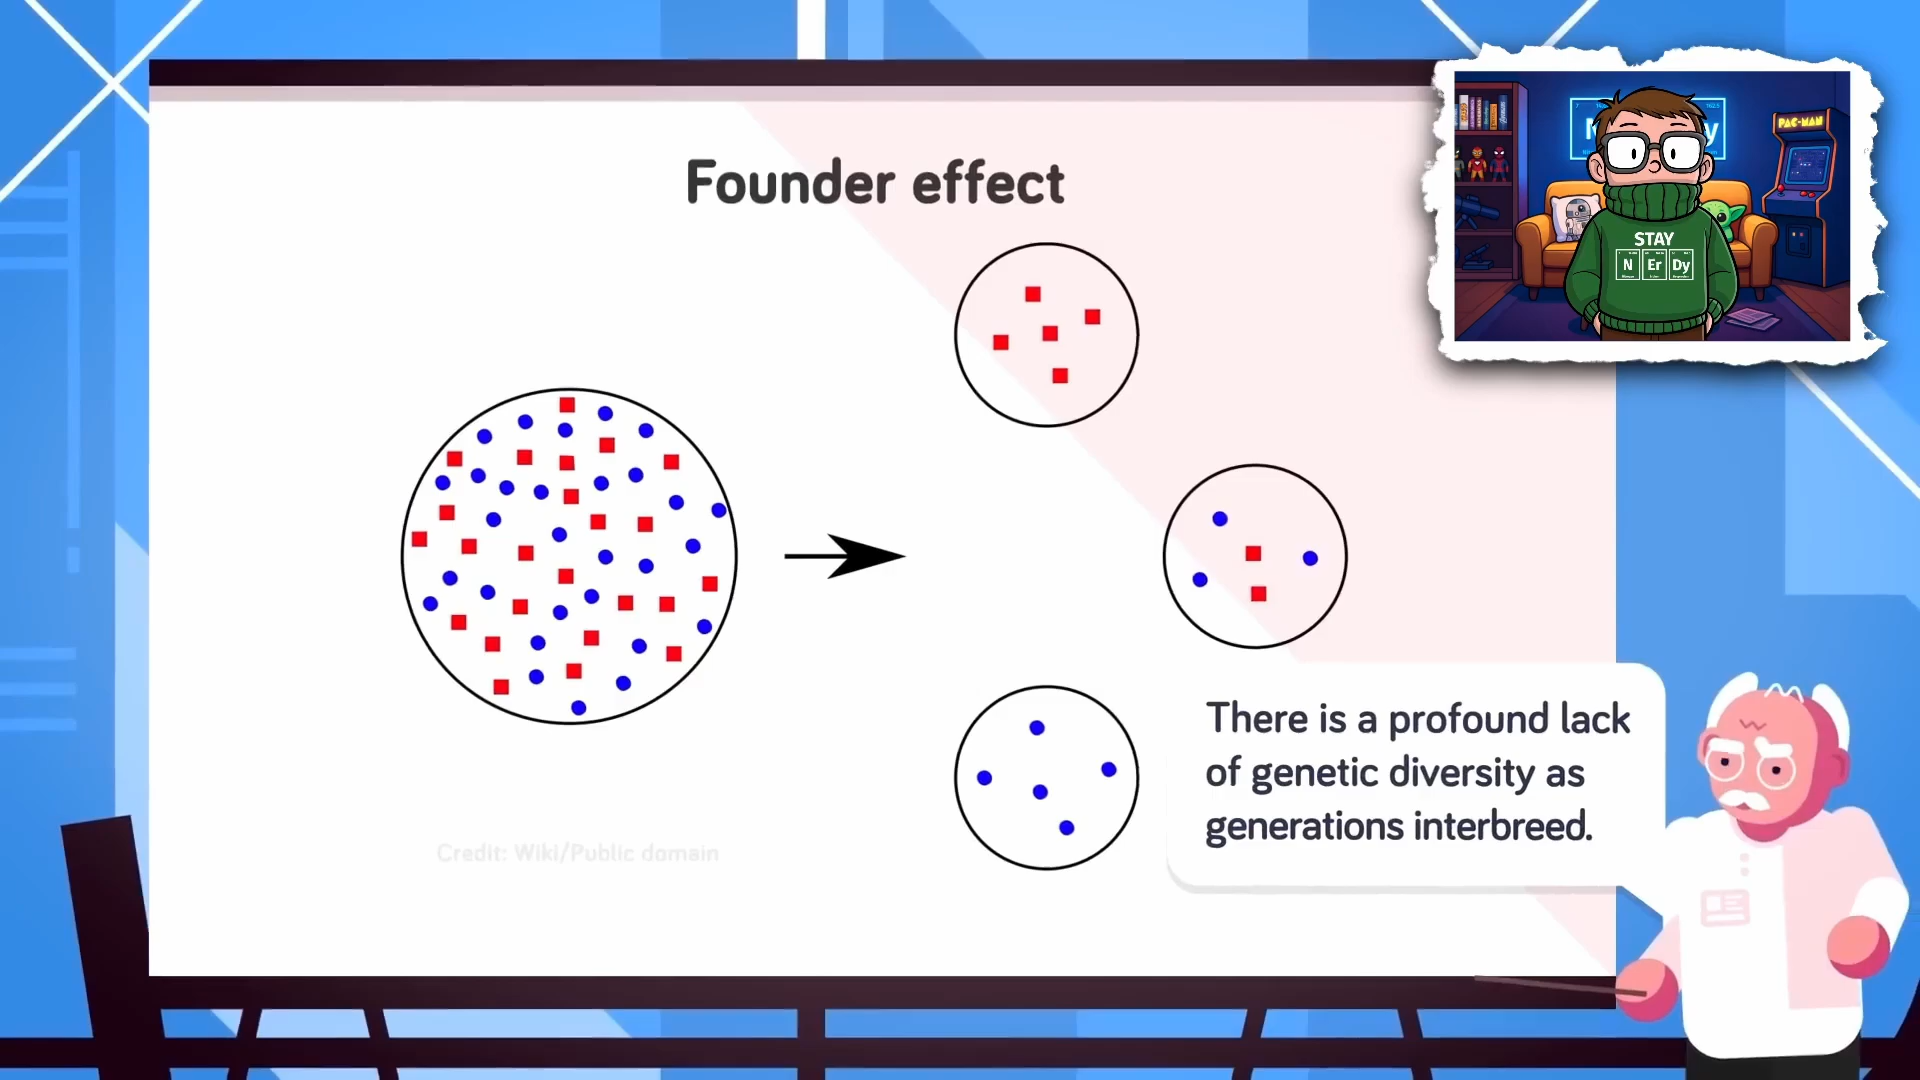 Founder effect
PAC-MAN
STAY
N Er Dy
There is a profound lack
of genetic diversity as
generations interbreed.
Credit: Wiki/Public domain